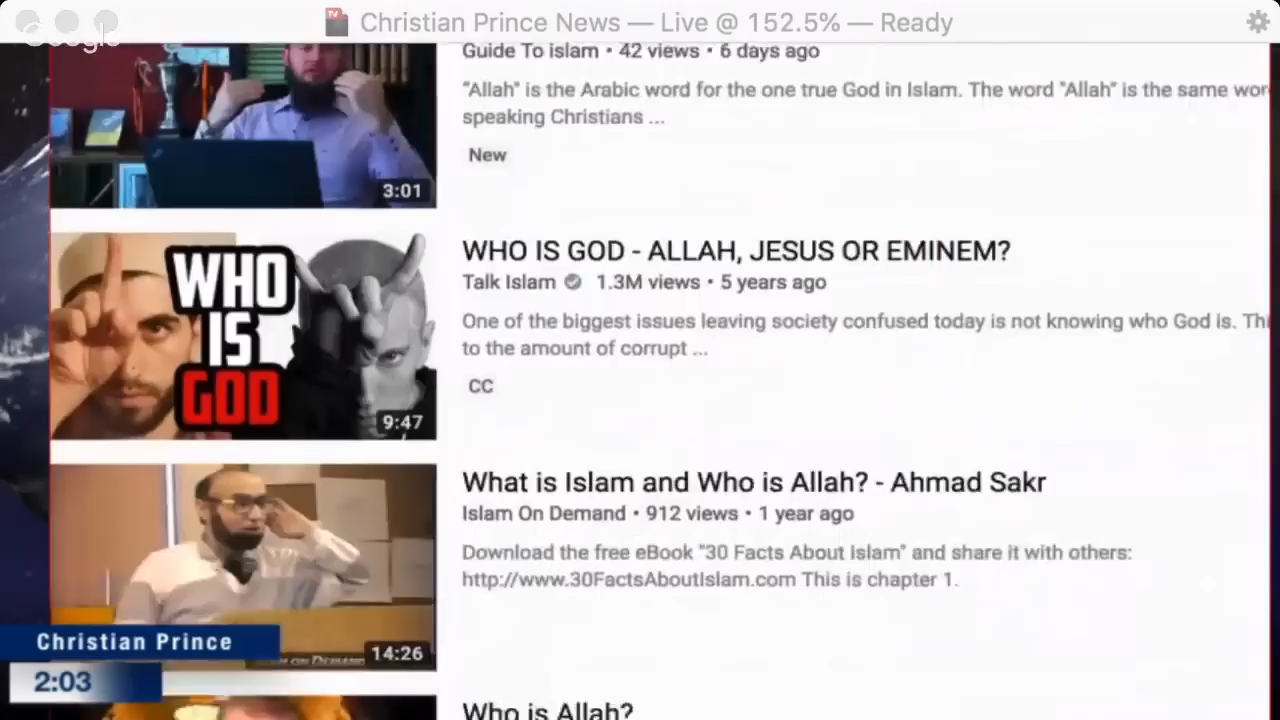 Christian Prince News — Live @ 152.5% — Ready
Google
Guide To islam • 42 views • 6 days ago
"Allah" is the Arabic word for the one true God in Islam. The word "Allah" is the same wor
speaking Christians ...
New
3:01
WHO IS GOD - ALLAH, JESUS OR EMINEM?
Talk Islam 1.3M views • 5 years ago
One of the biggest issues leaving society confused today is not knowing who God is. Thi
to the amount of corrupt ...
CC
WHO
IS
GOD
9:47
What is Islam and Who is Allah? - Ahmad Sakr
Islam On Demand • 912 views • 1 year ago
Download the free eBook "30 Facts About Islam" and share it with others:
http://www.30FactsAboutIslam.com This is chapter 1.
14:26
Christian Prince
2:03
Who is Allah?